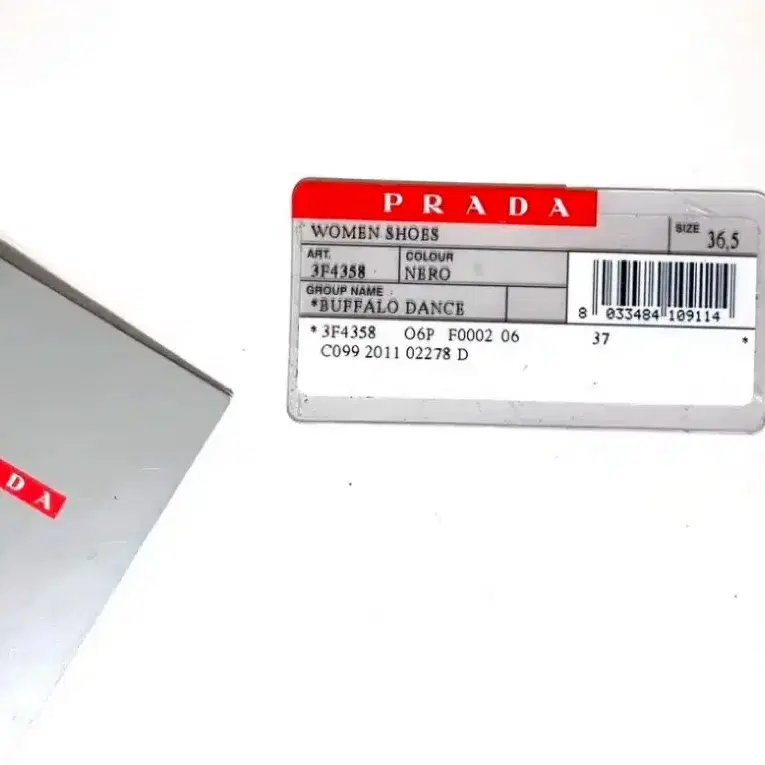 PRADA
WOMEN SHOES
SIZE 36,5
ART. COLOUR
3F4358 NERO
GROUP NAME
*BUFFALO DANCE
8 033484 109114
* 3F4358 O6P F0002 06 37 *
C099 2011 02278 D
DA